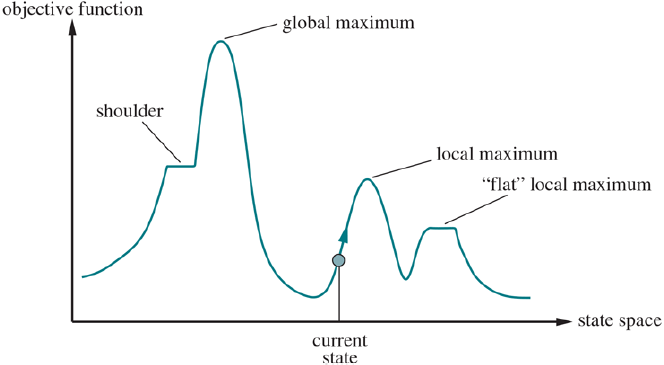 objective function
global maximum
shoulder
local maximum
“flat” local maximum
state space
current
state